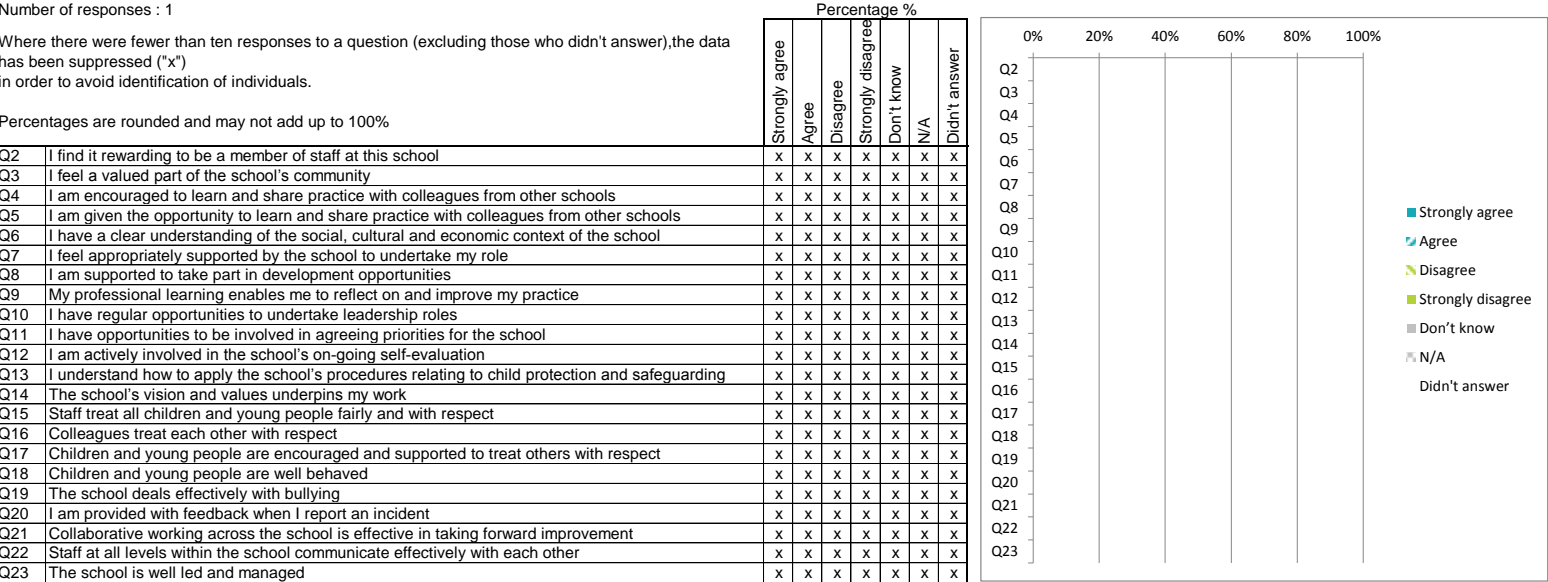 Number of responses : 1
Percentage %
Where there were fewer than ten responses to a question (excluding those who didn't answer),the data
has been suppressed ("x")
in order to avoid identification of individuals.
Percentages are rounded and may not add up to 100%
Strongly agree
Agree
Disagree
Strongly disagree
Don't know
N/A
Didn't answer
Q2 I find it rewarding to be a member of staff at this school x x x x x x x
Q3 I feel a valued part of the school's community x x x x x x x
Q4 I am encouraged to learn and share practice with colleagues from other schools x x x x x x x
Q5 I am given the opportunity to learn and share practice with colleagues from other schools x x x x x x x
Q6 I have a clear understanding of the social, cultural and economic context of the school x x x x x x x
Q7 I feel appropriately supported by the school to undertake my role x x x x x x x
Q8 I am supported to take part in development opportunities x x x x x x x
Q9 My professional learning enables me to reflect on and improve my practice x x x x x x x
Q10 I have regular opportunities to undertake leadership roles x x x x x x x
Q11 I have opportunities to be involved in agreeing priorities for the school x x x x x x x
Q12 I am actively involved in the school's on-going self-evaluation x x x x x x x
Q13 I understand how to apply the school's procedures relating to child protection and safeguarding x x x x x x x
Q14 The school's vision and values underpins my work x x x x x x x
Q15 Staff treat all children and young people fairly and with respect x x x x x x x
Q16 Colleagues treat each other with respect x x x x x x x
Q17 Children and young people are encouraged and supported to treat others with respect x x x x x x x
Q18 Children and young people are well behaved x x x x x x x
Q19 The school deals effectively with bullying x x x x x x x
Q20 I am provided with feedback when I report an incident x x x x x x x
Q21 Collaborative working across the school is effective in taking forward improvement x x x x x x x
Q22 Staff at all levels within the school communicate effectively with each other x x x x x x x
Q23 The school is well led and managed x x x x x x x
0% 20% 40% 60% 80% 100%
Q2
Q3
Q4
Q5
Q6
Q7
Q8
Q9
Q10
Q11
Q12
Q13
Q14
Q15
Q16
Q17
Q18
Q19
Q20
Q21
Q22
Q23
Strongly agree
Agree
Disagree
Strongly disagree
Don't know
N/A
Didn't answer